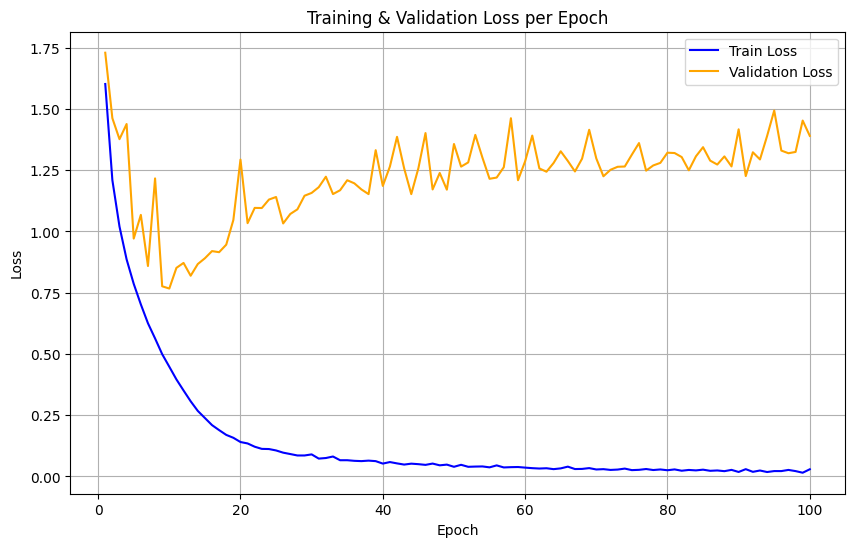 Training & Validation Loss per Epoch
Train Loss
Validation Loss
Loss
1.75
1.50
1.25
1.00
0.75
0.50
0.25
0.00
0 20 40 60 80 100
Epoch